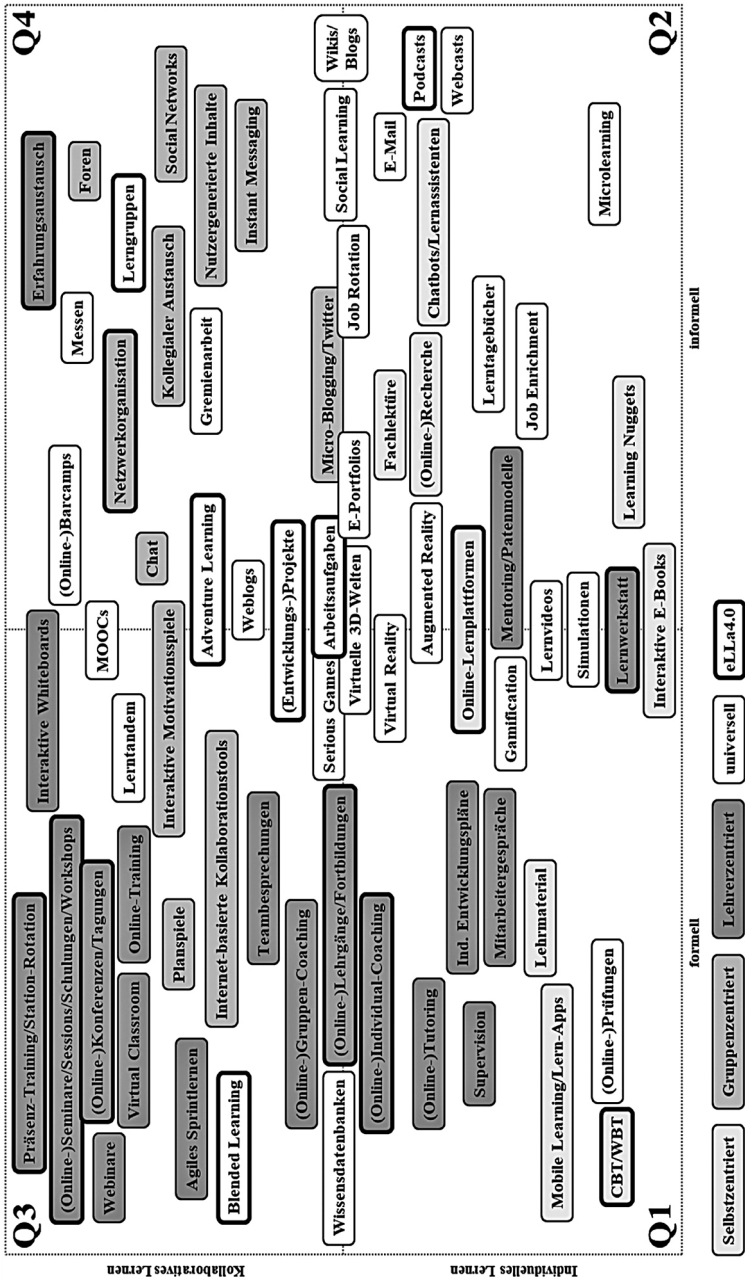 Q3
Q4
Präsenz-Training/Station-Rotation
Erfahrungsaustausch
Interaktive Whiteboards
(Online-)Seminare/Sessions/Schulungen/Workshops
(Online-)Barcamps
Messen
Foren
Webinare
(Online-)Konferenzen/Tagungen
MOOCs
Netzwerkorganisation
Lerngruppen
Virtual Classroom
Online-Training
Lerntandem
Chat
Planspiele
Interaktive Motivationsspiele
Kollegialer Austausch
Social Networks
Agiles Sprintlernen
Adventure Learning
Gremienarbeit
Nutzergenerierte Inhalte
Internet-basierte Kollaborationstools
Blended Learning
Weblogs
Instant Messaging
Teambesprechungen
(Entwicklungs-)Projekte
(Online-)Gruppen-Coaching
Serious Games
Arbeitsaufgaben
Micro-Blogging/Twitter
Wikis/
Blogs
Wissensdatenbanken
(Online-)Lehrgänge/Fortbildungen
Virtuelle 3D-Welten
E-Portfolios
Job Rotation
Social Learning
(Online-)Individual-Coaching
Virtual Reality
Fachlektüre
E-Mail
Podcasts
(Online-)Tutoring
Augmented Reality
(Online-)Recherche
Chatbots/Lernassistenten
Webcasts
Ind. Entwicklungspläne
Online-Lernplattformen
Supervision
Mitarbeitergespräche
Gamification
Mentoring/Patenmodelle
Lerntagebücher
Lehrmaterial
Lernvideos
Job Enrichment
Mobile Learning/Lern-Apps
Simulationen
(Online-)Prüfungen
Microlearning
CBT/WBT
Lernwerkstatt
Learning Nuggets
Interaktive E-Books
Q1
Q2
Kollaboratives Lernen
Individuelles Lernen
formell
informell
Selbstzentriert
Gruppenzentriert
Lehrerzentriert
universell
eLLa4.0